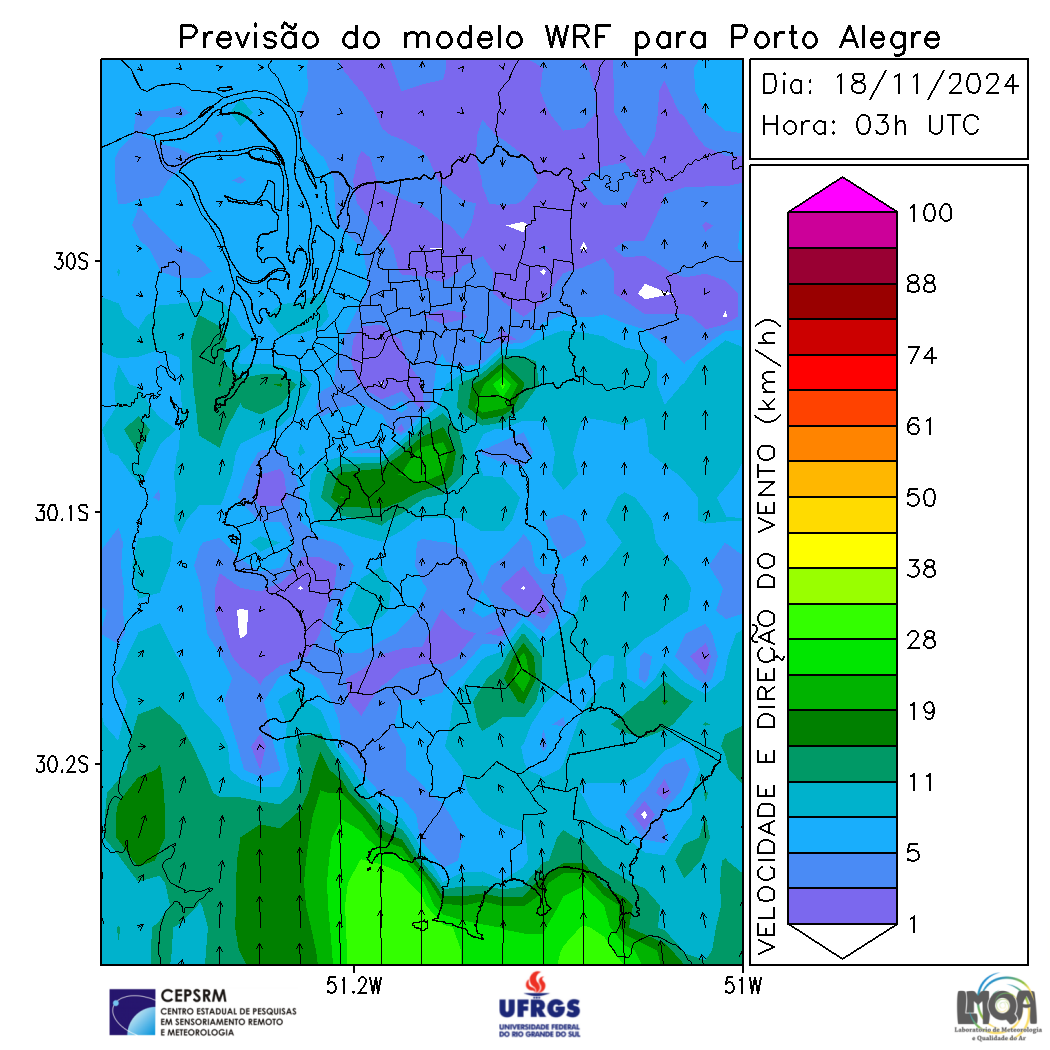 Previsão do modelo WRF para Porto Alegre
Dia: 18/11/2024
Hora: 03h UTC
30S
30.1S
30.2S
51.2W
51W
VELOCIDADE E DIREÇÃO DO VENTO (km/h)
100
88
74
61
50
38
28
19
11
5
1
CEPSRM
CENTRO ESTADUAL DE PESQUISAS
EM SENSORIAMENTO REMOTO
E METEOROLOGIA
UFRGS
UNIVERSIDADE FEDERAL
DO RIO GRANDE DO SUL
LMQA
Laboratório de Meteorologia
e Qualidade do Ar